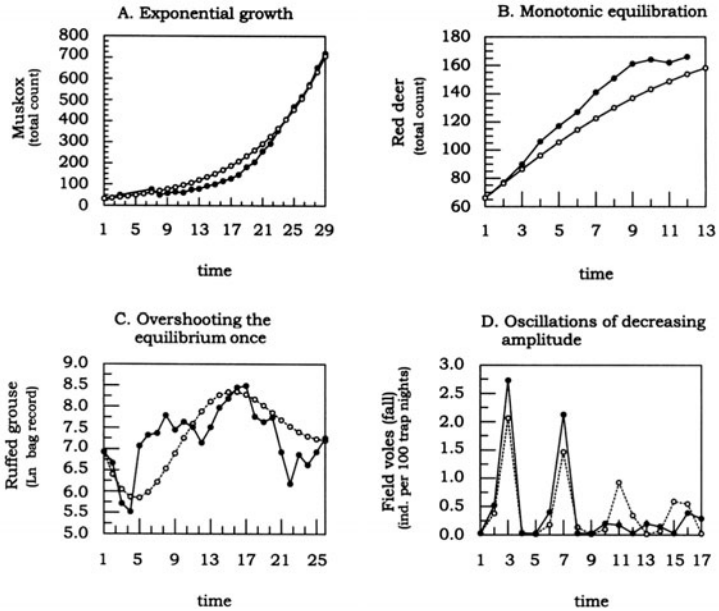 A. Exponential growth
Muskox
(total count)
800
700
600
500
400
300
200
100
0
1 5 9 13 17 21 25 29
time
B. Monotonic equilibration
Red deer
(total count)
180
160
140
120
100
80
60
1 3 5 7 9 11 13
time
C. Overshooting the
equilibrium once
Ruffed grouse
(Ln bag record)
9.0
8.5
7.5
7.0
6.5
6.0
5.5
5.0
1 5 9 13 17 21 25
time
D. Oscillations of decreasing
amplitude
Field voles (fall)
(ind. per 100 trap nights)
3.0
2.5
2.0
1.5
1.0
0.5
0.0
1 3 5 7 9 11 13 15 17
time